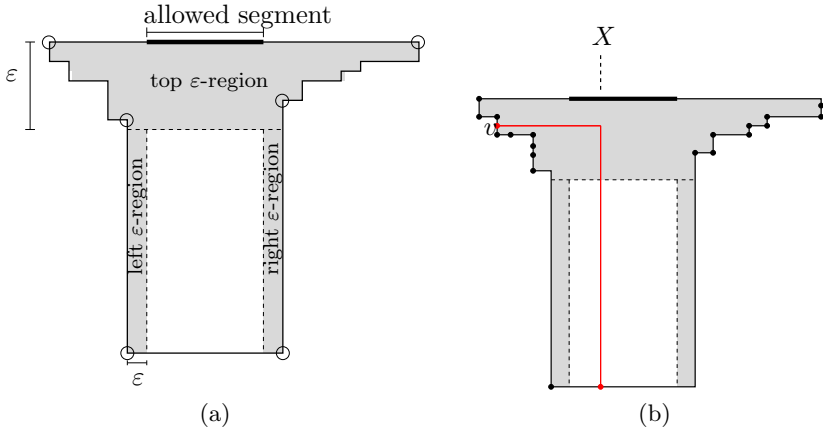 allowed segment
ε
top ε-region
left ε-region
right ε-region
ε
(a)
X
v
(b)